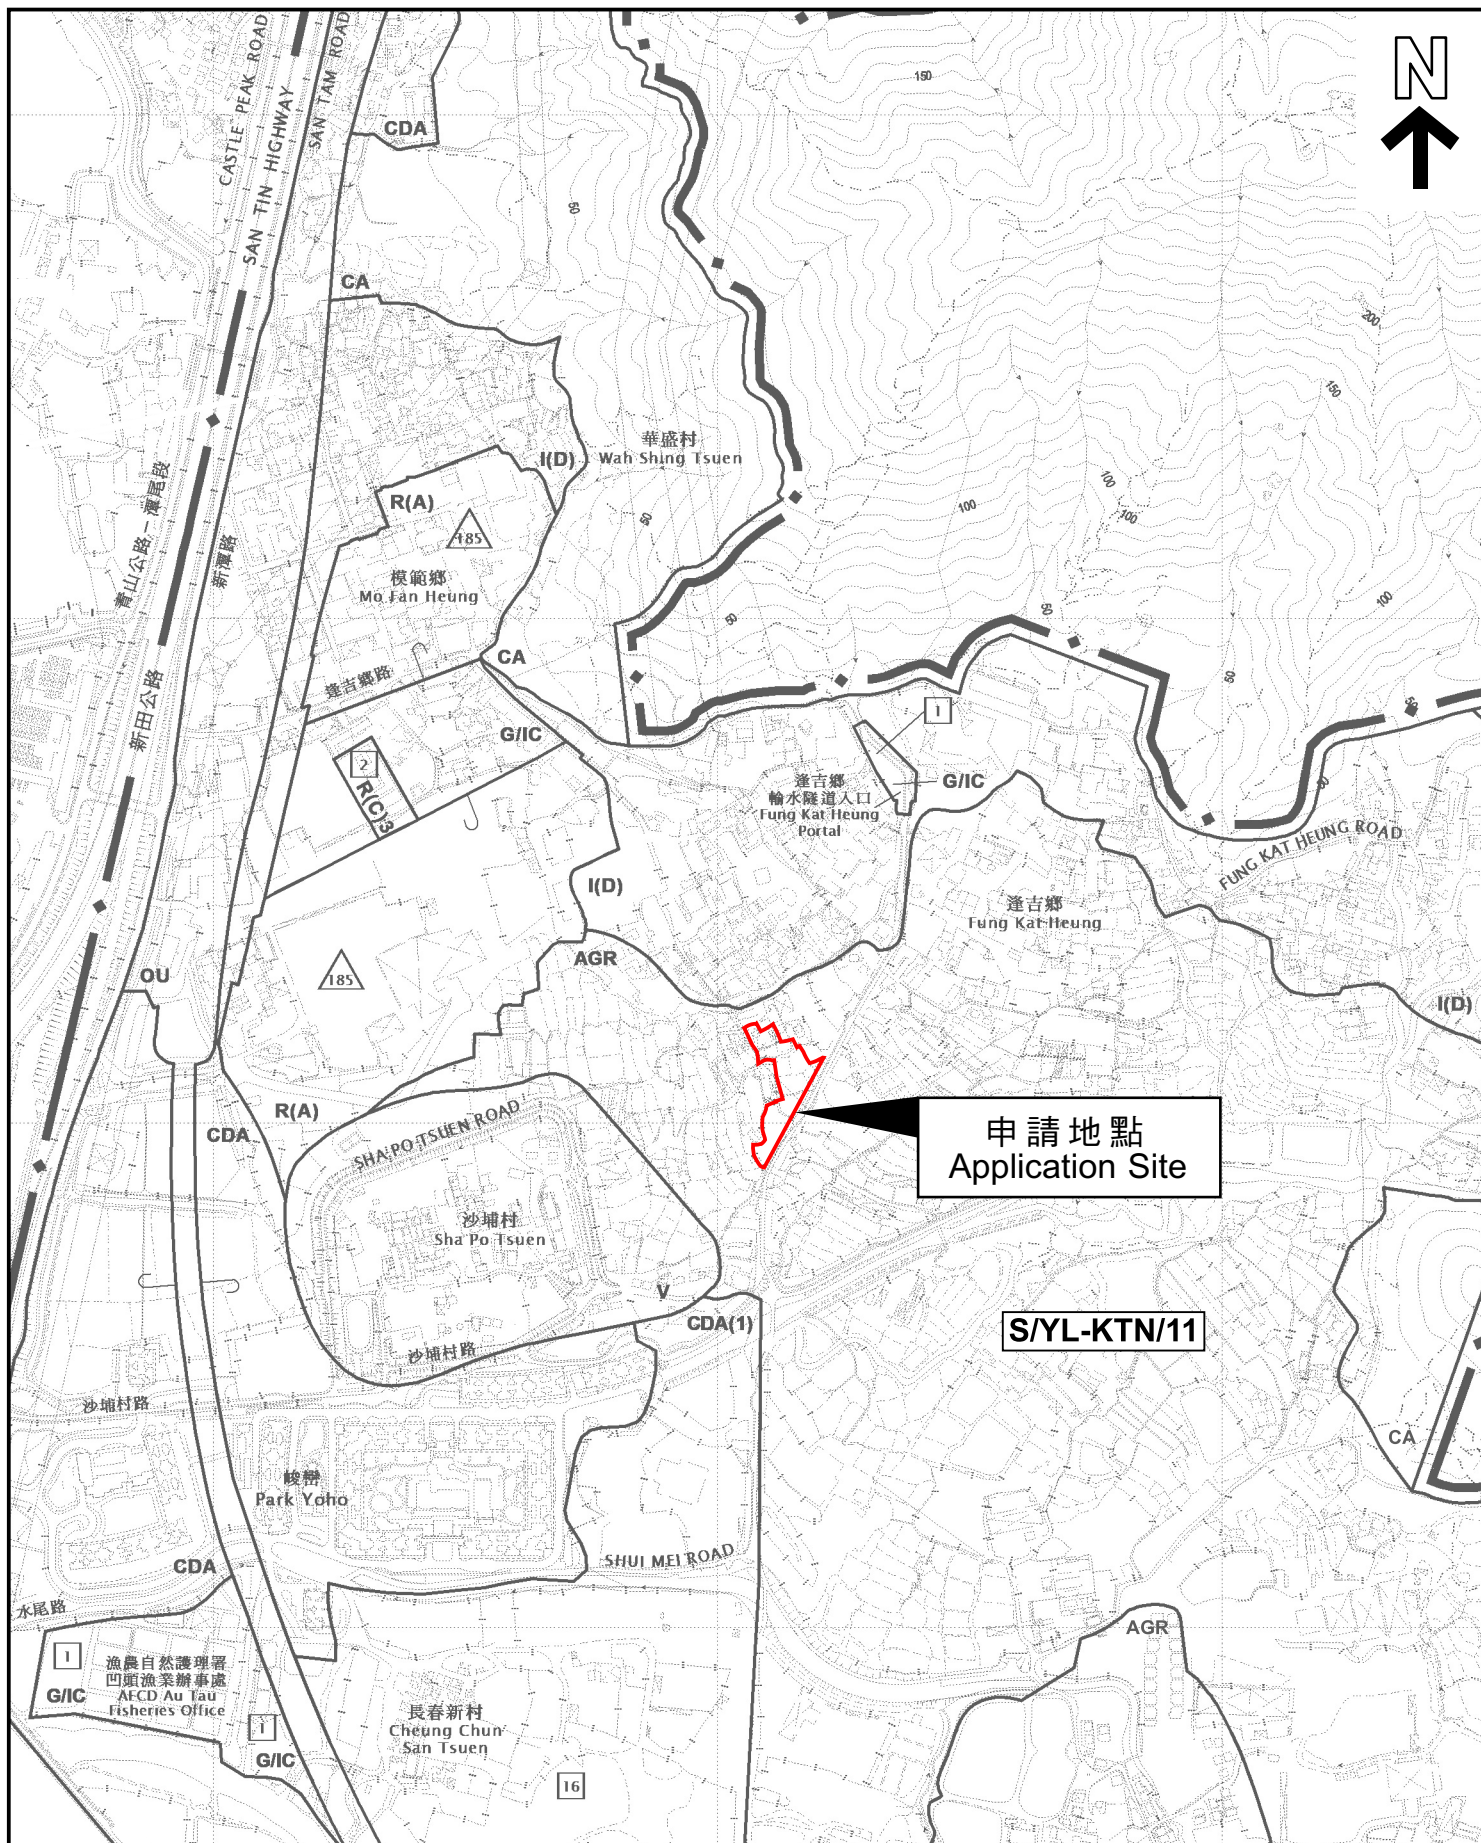 N
CASTLE PEAK ROAD
SAN TIN HIGHWAY
SAN TAM ROAD
CDA
150
50
CA
200
150
華盛村
Wah Shing Tsuen
I(D)
R(A)
185
模範鄉
Mo Fan Heung
50
100
100
100
100
50
50
50
50
50
青山公路－潭尾段
新潭路
新田公路
逢吉鄉路
CA
G/IC
2
R(C)3
1
G/IC
逢吉鄉
輸水隧道入口
Fung Kat Heung
Portal
FUNG KAT HEUNG ROAD
逢吉鄉
Fung Kat Heung
I(D)
AGR
I(D)
OU
185
R(A)
CDA
SHA PO TSUEN ROAD
申請地點
Application Site
沙埔村
Sha Po Tsuen
V
CDA(1)
S/YL-KTN/11
沙埔村路
沙埔村路
CA
峻巒
Park Yoho
SHUI MEI ROAD
CDA
水尾路
AGR
1
漁農自然護理署
凹頭漁業辦事處
AFCD Au Tau
Fisheries Office
G/IC
1
G/IC
長春新村
Cheung Chun
San Tsuen
16